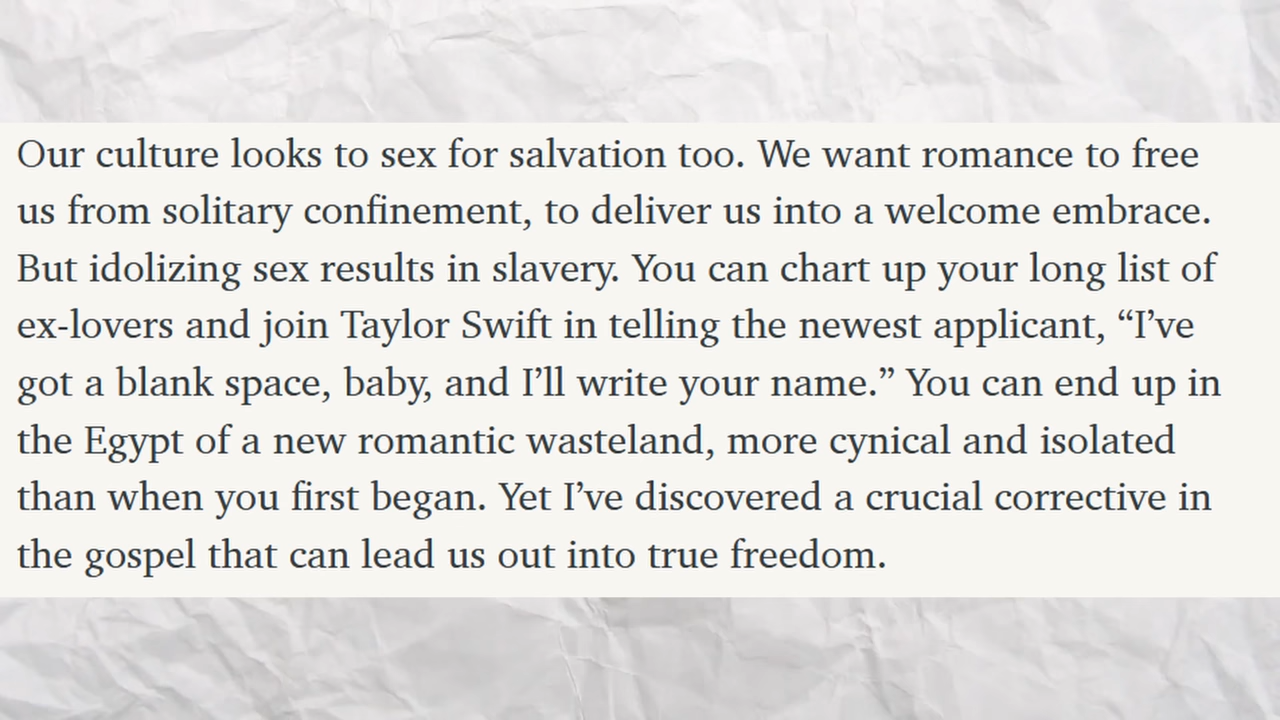 Our culture looks to sex for salvation too. We want romance to free
us from solitary confinement, to deliver us into a welcome embrace.
But idolizing sex results in slavery. You can chart up your long list of
ex-lovers and join Taylor Swift in telling the newest applicant, “I’ve
got a blank space, baby, and I’ll write your name.” You can end up in
the Egypt of a new romantic wasteland, more cynical and isolated
than when you first began. Yet I’ve discovered a crucial corrective in
the gospel that can lead us out into true freedom.